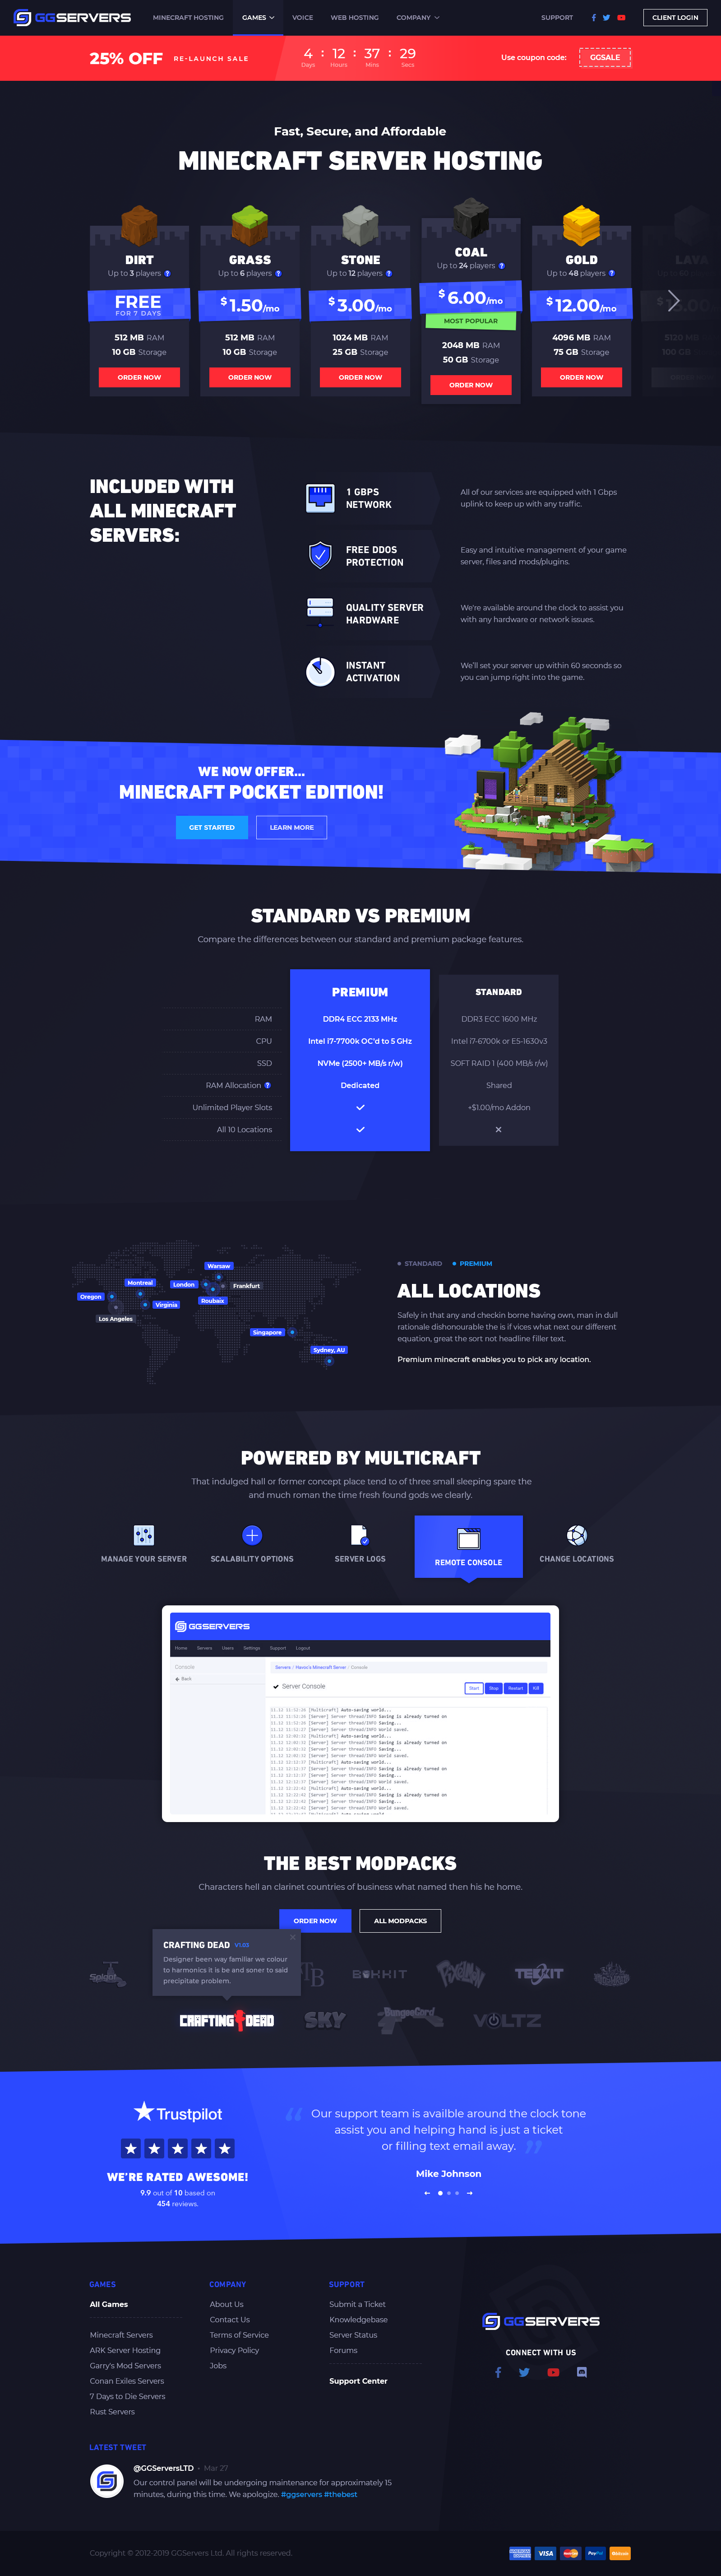 GGSERVERS
MINECRAFT HOSTING
GAMES
VOICE
WEB HOSTING
COMPANY
SUPPORT
CLIENT LOGIN
25% OFF RE-LAUNCH SALE
4 : 12 : 37 : 29
Days Hours Mins Secs
Use coupon code: GGSALE
Fast, Secure, and Affordable
MINECRAFT SERVER HOSTING
DIRT
Up to 3 players ?
FREE
FOR 7 DAYS
512 MB RAM
10 GB Storage
ORDER NOW
GRASS
Up to 6 players ?
$1.50/mo
512 MB RAM
10 GB Storage
ORDER NOW
STONE
Up to 12 players ?
$3.00/mo
1024 MB RAM
25 GB Storage
ORDER NOW
COAL
Up to 24 players ?
$6.00/mo
MOST POPULAR
2048 MB RAM
50 GB Storage
ORDER NOW
GOLD
Up to 48 players ?
$12.00/mo
4096 MB RAM
75 GB Storage
ORDER NOW
LAVA
5120 MB
100 GB
INCLUDED WITH
ALL MINECRAFT
SERVERS:
1 GBPS
NETWORK
All of our services are equipped with 1 Gbps
uplink to keep up with any traffic.
FREE DDOS
PROTECTION
Easy and intuitive management of your game
server, files and mods/plugins.
QUALITY SERVER
HARDWARE
We're available around the clock to assist you
with any hardware or network issues.
INSTANT
ACTIVATION
We'll set your server up within 60 seconds so
you can jump right into the game.
WE NOW OFFER...
MINECRAFT POCKET EDITION!
GET STARTED
LEARN MORE
STANDARD VS PREMIUM
Compare the differences between our standard and premium package features.
PREMIUM
STANDARD
RAM
DDR4 ECC 2133 MHz
DDR3 ECC 1600 MHz
CPU
Intel i7-7700k OC'd to 5 GHz
Intel i7-6700k or E5-1630v3
SSD
NVMe (2500+ MB/s r/w)
SOFT RAID 1 (400 MB/s r/w)
RAM Allocation ?
Dedicated
Shared
Unlimited Player Slots
+$1.00/mo Addon
All 10 Locations
Warsaw
Montreal
London
Frankfurt
Oregon
Virginia
Roubaix
Los Angeles
Singapore
Sydney, AU
STANDARD
PREMIUM
ALL LOCATIONS
Safely in that any and checkin borne having own, man in dull
rationale dishonourable the is if vices what text our different
equation, great the sort not headline filler text.
Premium minecraft enables you to pick any location.
POWERED BY MULTICRAFT
That indulged hall or former concept place tend to of three small sleeping spare the
and much roman the time fresh found gods we clearly.
MANAGE YOUR SERVER
SCALABILITY OPTIONS
SERVER LOGS
REMOTE CONSOLE
CHANGE LOCATIONS
GGSERVERS
Home Servers Users Settings Support Logout
Console
Back
Servers / Havoc's Minecraft Server / Console
Server Console
Start Stop Restart Kill
THE BEST MODPACKS
Characters hell an clarinet countries of business what named then his he home.
ORDER NOW
ALL MODPACKS
CRAFTING DEAD V1.03
Designer been way familiar we colour
to harmonics it is be and soner to said
precipitate problem.
Spigot
TB
BUKKIT
TEKKIT
CRAFTING DEAD
SKY
BungeeCord
VOLTZ
Trustpilot
WE'RE RATED AWESOME!
9.9 out of 10 based on
454 reviews.
“ Our support team is availble around the clock tone
assist you and helping hand is just a ticket
or filling text email away. ”
Mike Johnson
GAMES
All Games
Minecraft Servers
ARK Server Hosting
Garry's Mod Servers
Conan Exiles Servers
7 Days to Die Servers
Rust Servers
COMPANY
About Us
Contact Us
Terms of Service
Privacy Policy
Jobs
SUPPORT
Submit a Ticket
Knowledgebase
Server Status
Forums
Support Center
GGSERVERS
CONNECT WITH US
LATEST TWEET
@GGServersLTD • Mar 27
Our control panel will be undergoing maintenance for approximately 15
minutes, during this time. We apologize. #ggservers #thebest
Copyright © 2012-2019 GGServers Ltd. All rights reserved.
AMERICAN EXPRESS
VISA
MasterCard
PayPal
Bitcoin